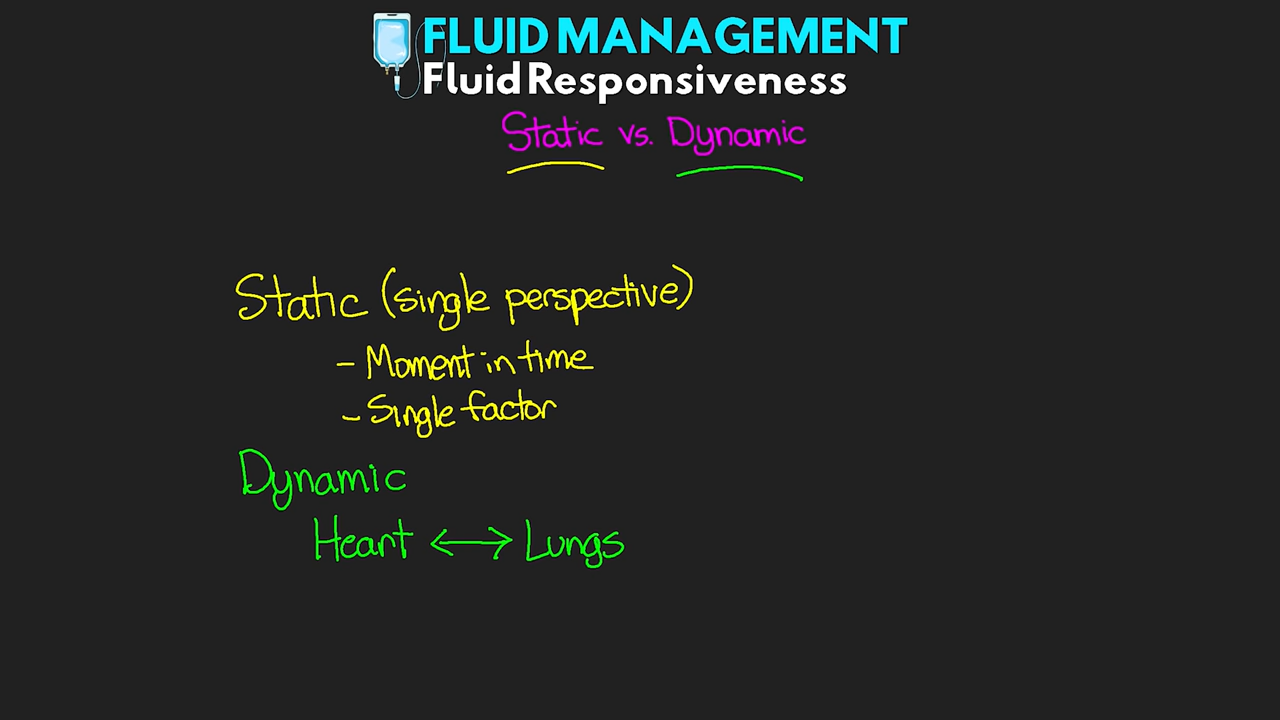 FLUID MANAGEMENT
Fluid Responsiveness
Static vs. Dynamic
Static (single perspective)
- Moment in time
- Single factor
Dynamic
Heart ⟷ Lungs